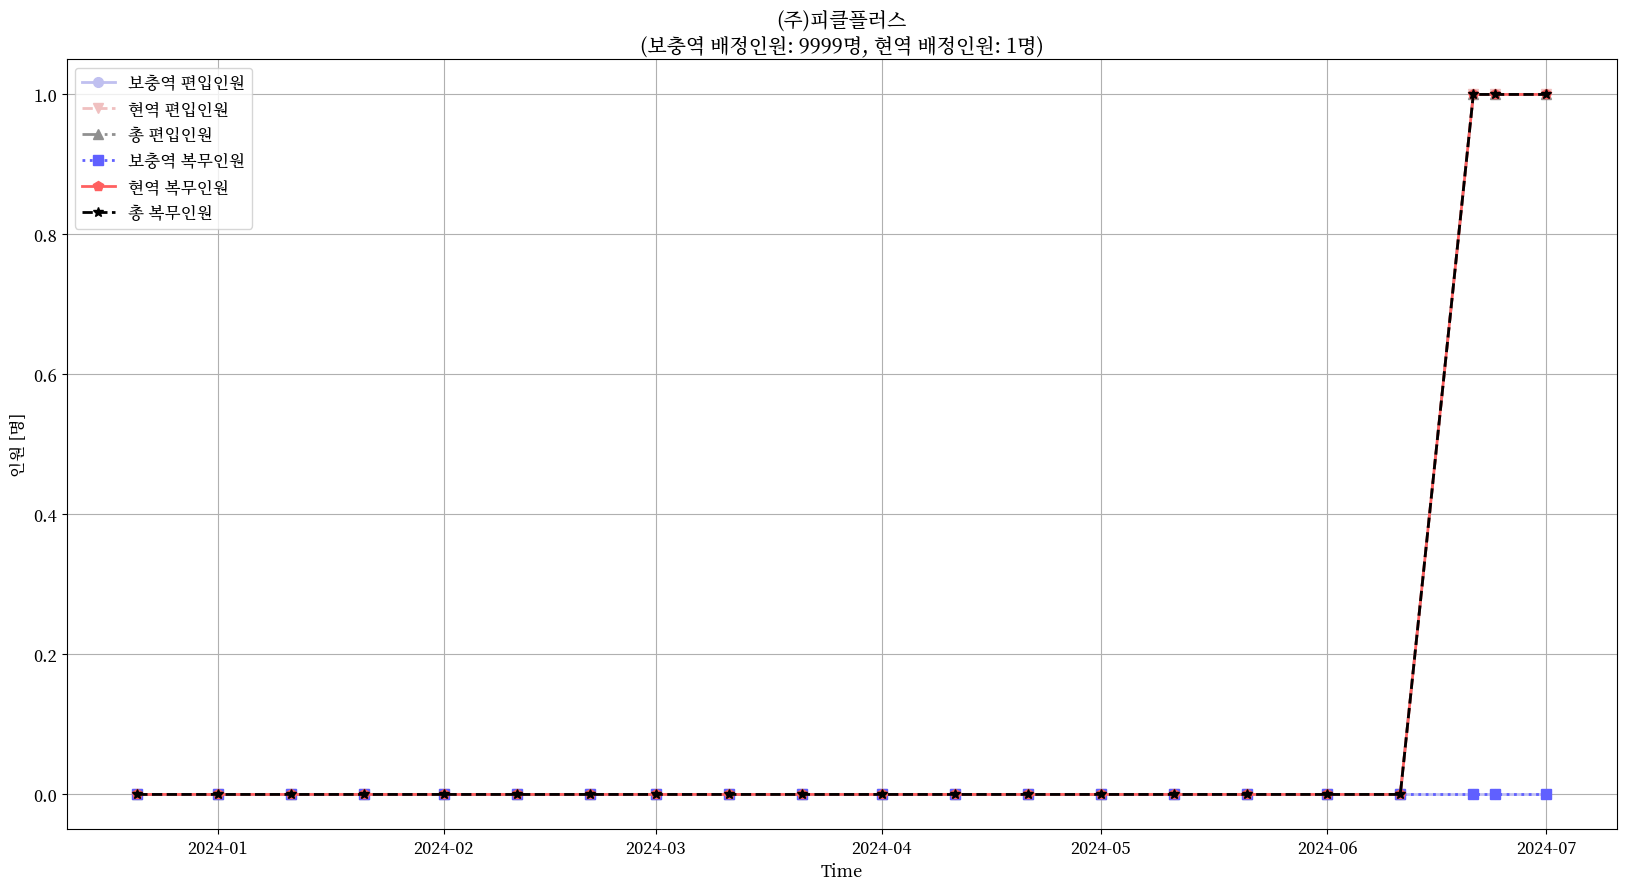 (주)피클플러스
(보충역 배정인원: 9999명, 현역 배정인원: 1명)
보충역 편입인원
현역 편입인원
총 편입인원
보충역 복무인원
현역 복무인원
총 복무인원
인원 [명]
1.0
0.8
0.6
0.4
0.2
0.0
2024-01 2024-02 2024-03 2024-04 2024-05 2024-06 2024-07
Time